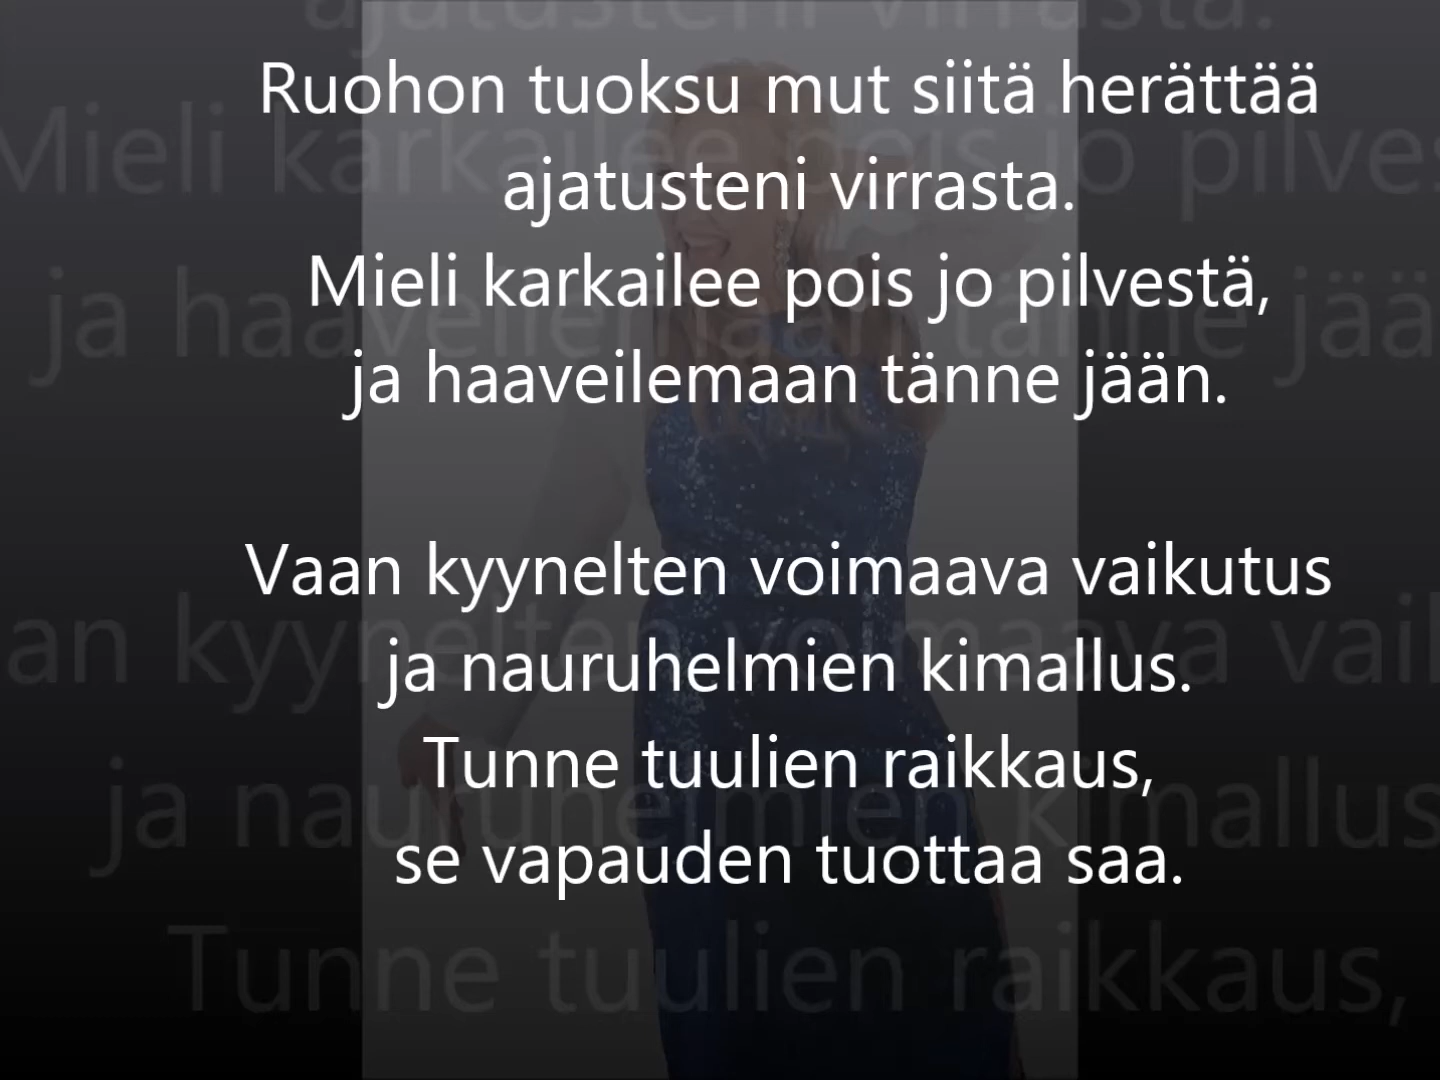 Ruohon tuoksu mut siitä herättää
ajatusteni virrasta.
Mieli karkailee pois jo pilvestä,
ja haaveilemaan tänne jään.
Vaan kyynelten voimaava vaikutus
ja nauruhelmien kimallus.
Tunne tuulien raikkaus,
se vapauden tuottaa saa.